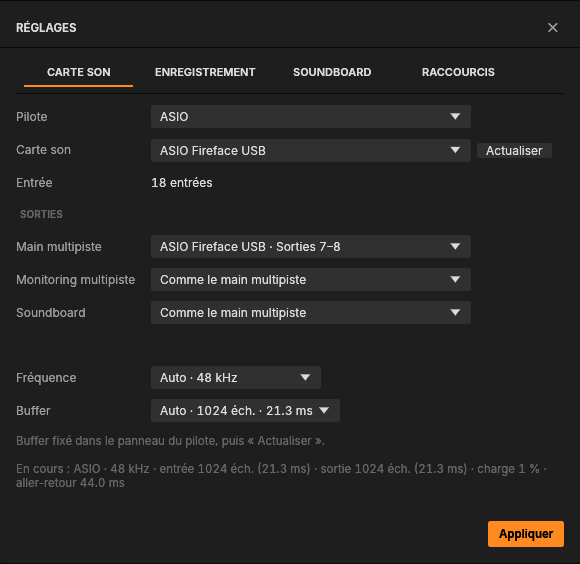 RÉGLAGES
CARTE SON ENREGISTREMENT SOUNDBOARD RACCOURCIS
Pilote ASIO
Carte son ASIO Fireface USB Actualiser
Entrée 18 entrées
SORTIES
Main multipiste ASIO Fireface USB · Sorties 7–8
Monitoring multipiste Comme le main multipiste
Soundboard Comme le main multipiste
Fréquence Auto · 48 kHz
Buffer Auto · 1024 éch. · 21.3 ms
Buffer fixé dans le panneau du pilote, puis « Actualiser ».
En cours : ASIO · 48 kHz · entrée 1024 éch. (21.3 ms) · sortie 1024 éch. (21.3 ms) · charge 1 % ·
aller-retour 44.0 ms
Appliquer